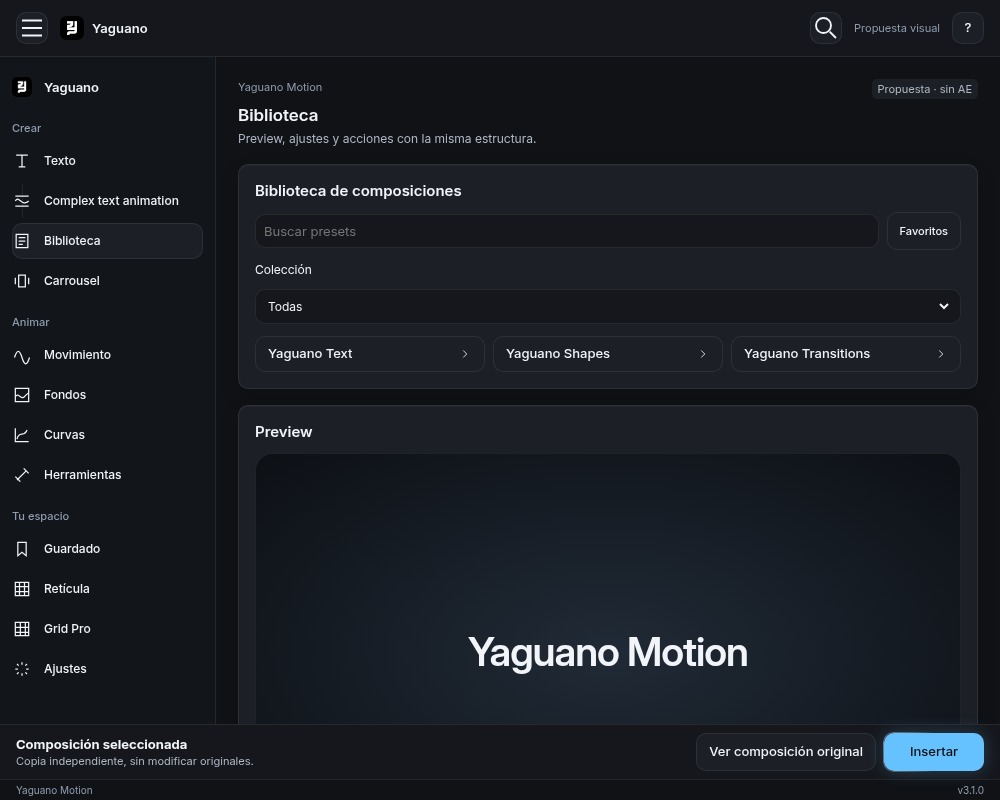 Yaguano
Propuesta visual
?
Yaguano
Crear
Texto
Complex text animation
Biblioteca
Carrousel
Animar
Movimiento
Fondos
Curvas
Herramientas
Tu espacio
Guardado
Retícula
Grid Pro
Ajustes
Yaguano Motion
Propuesta · sin AE
Biblioteca
Preview, ajustes y acciones con la misma estructura.
Biblioteca de composiciones
Buscar presets
Favoritos
Colección
Todas
Yaguano Text
Yaguano Shapes
Yaguano Transitions
Preview
Yaguano Motion
Composición seleccionada
Copia independiente, sin modificar originales.
Ver composición original
Insertar
Yaguano Motion
v3.1.0